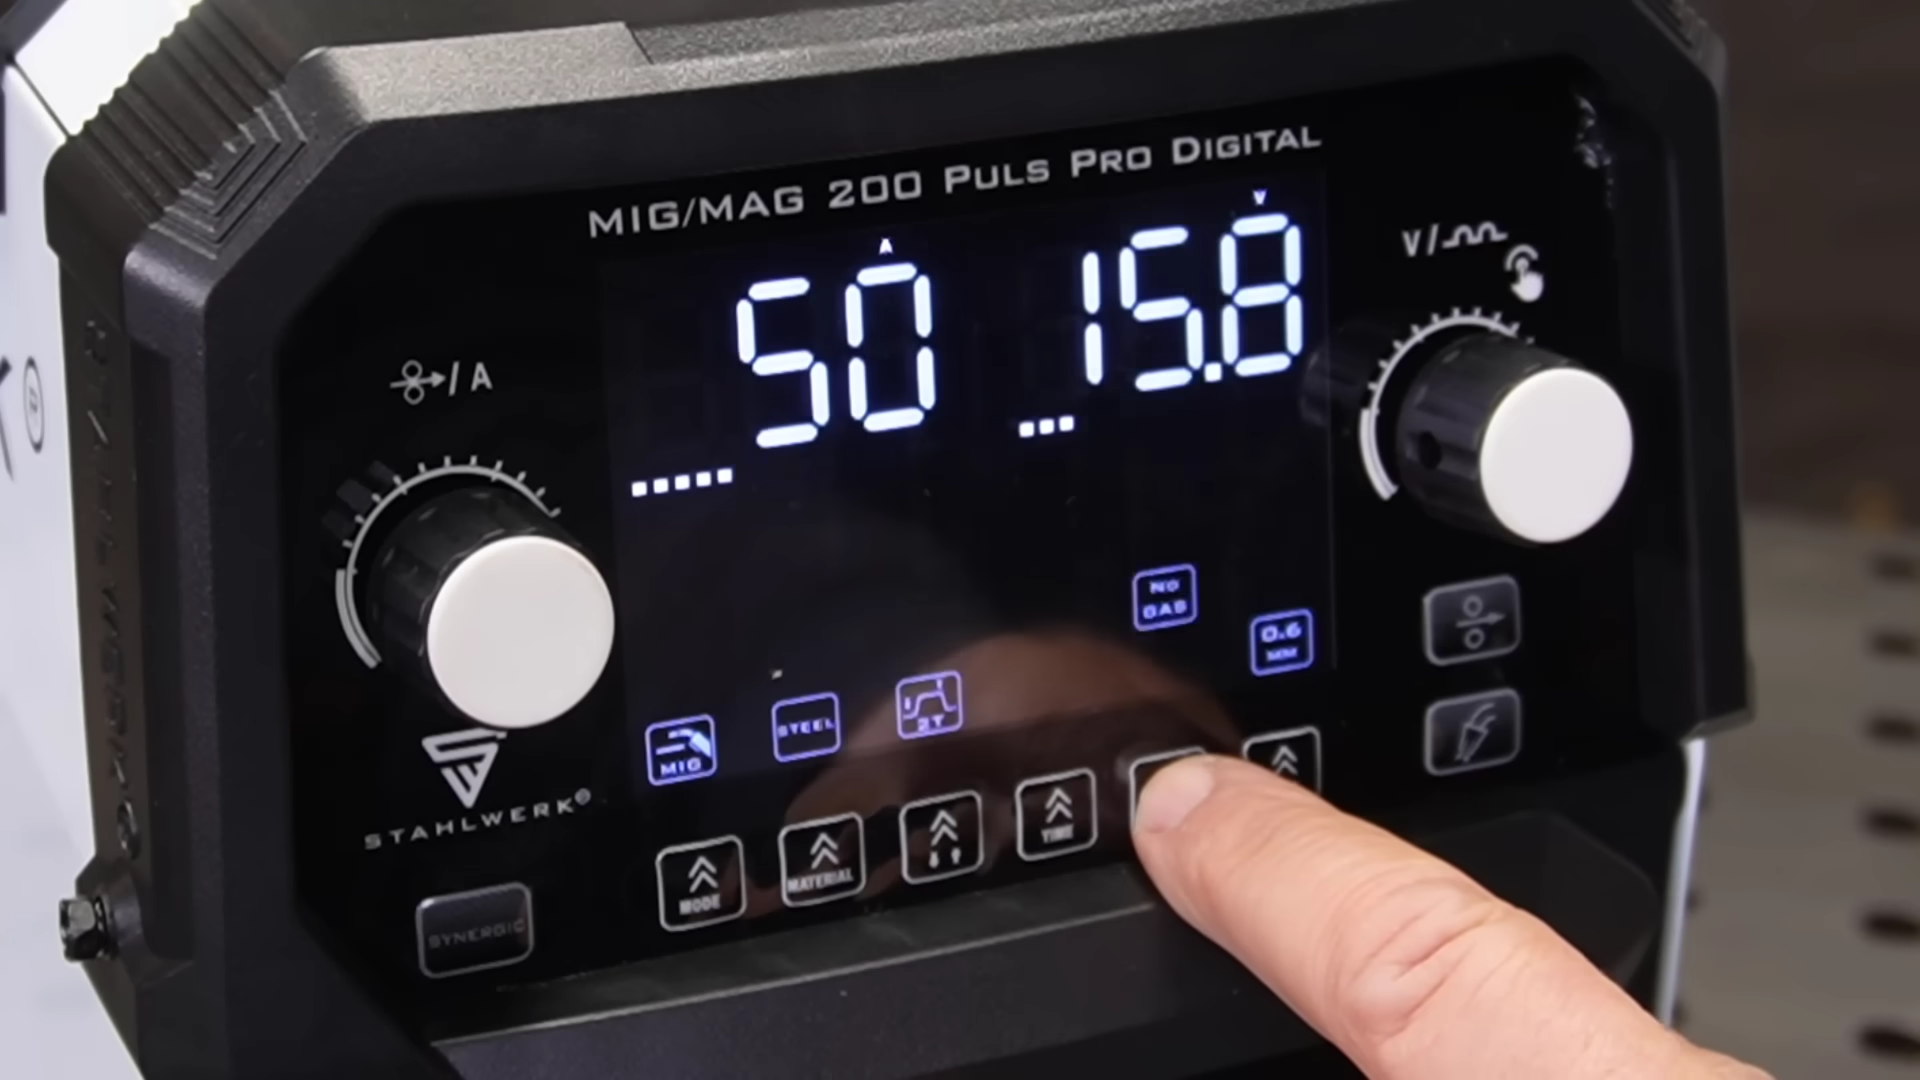 MIG/MAG 200 PULS PRO DIGITAL
A
V
50
15.8
V/
/ A
NO
GAS
0.6
MM
MIG
STEEL
2T
STAHLWERK®
MODE
MATERIAL
TIME
SYNERGIC